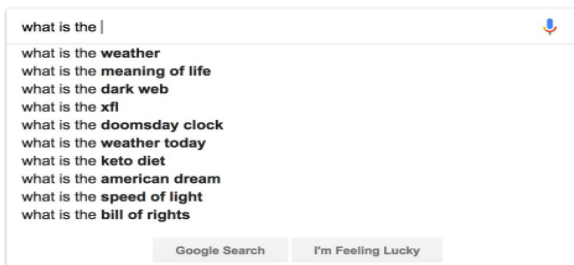 what is the
what is the weather
what is the meaning of life
what is the dark web
what is the xfl
what is the doomsday clock
what is the weather today
what is the keto diet
what is the american dream
what is the speed of light
what is the bill of rights
Google Search I'm Feeling Lucky